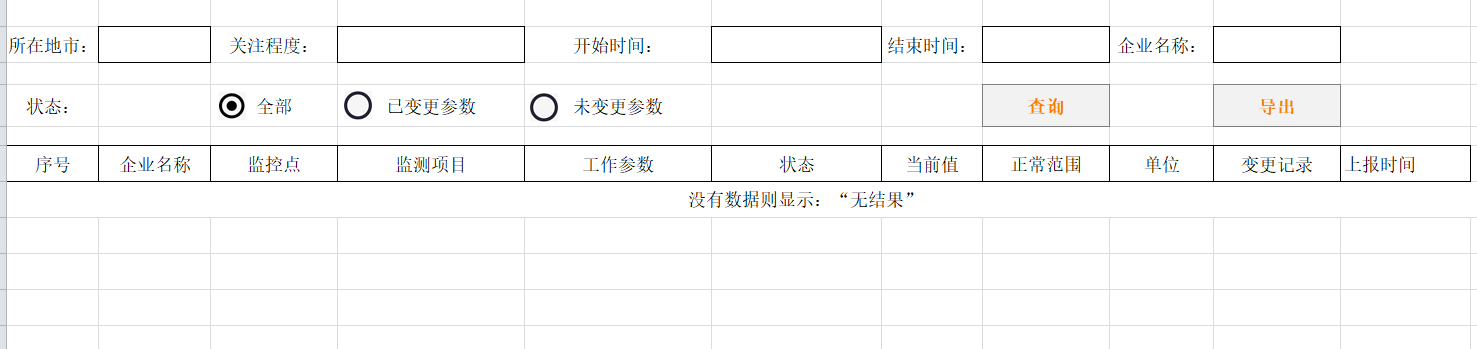 所在地市： 关注程度： 开始时间： 结束时间： 企业名称：
状态： 全部 已变更参数 未变更参数 查询 导出
序号 企业名称 监控点 监测项目 工作参数 状态 当前值 正常范围 单位 变更记录 上报时间
没有数据则显示：“无结果”